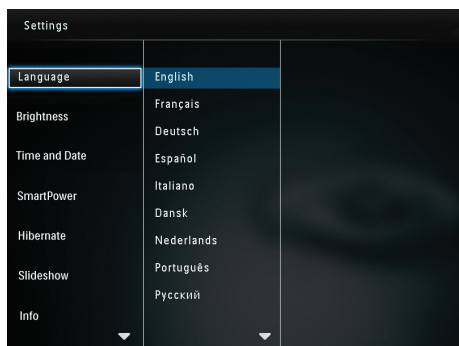 Settings
Language
Brightness
Time and Date
SmartPower
Hibernate
Slideshow
Info
English
Français
Deutsch
Español
Italiano
Dansk
Nederlands
Português
Русский